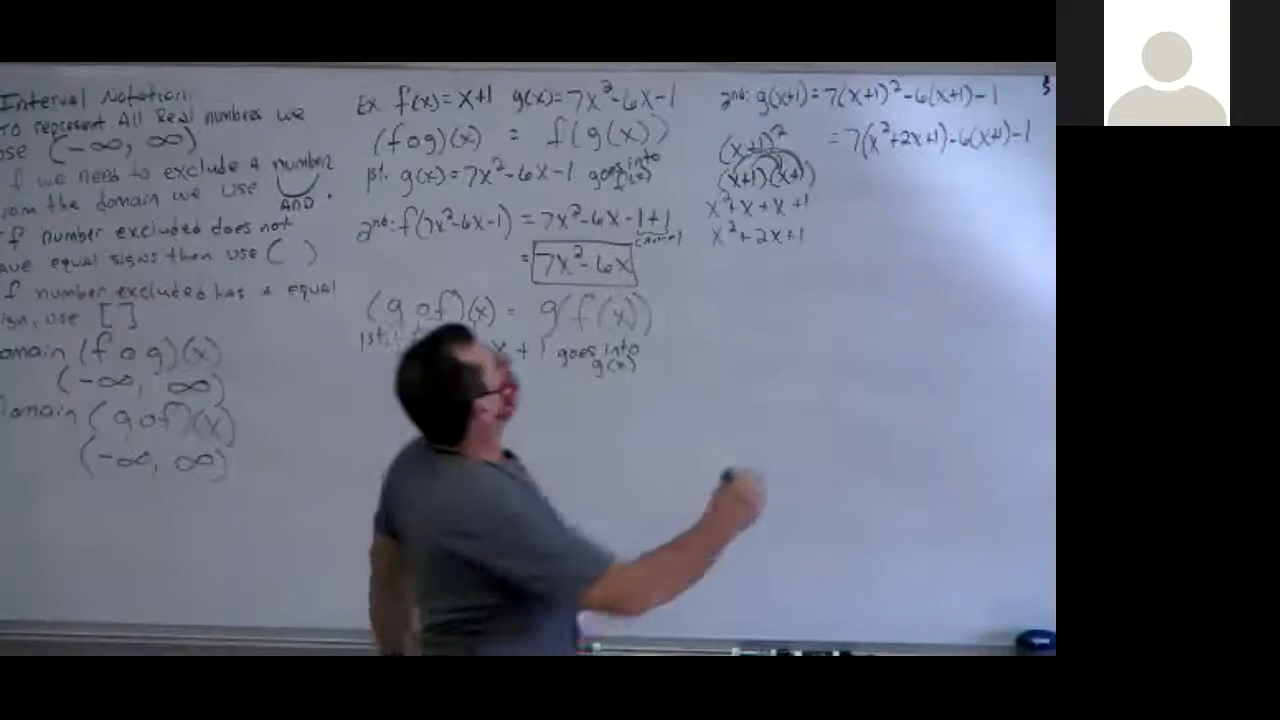 Interval Notation:
To represent All Real numbers we
use (-∞, ∞)
If we need to exclude a number
from the domain we use ∪
AND.
If number excluded does not
have equal signs then use ( )
If number excluded has a equal
sign, use [ ]
Domain (f o g)(x)
(-∞, ∞)
Domain (g o f)(x)
(-∞, ∞)
Ex f(x) = x+1 g(x) = 7x²-6x-1
(f o g)(x) = f(g(x))
1st. g(x) = 7x²-6x-1 goes into
f(x)
2nd: f(7x²-6x-1) = 7x²-6x-1+1
cancel
= 7x²-6x
(g o f)(x) = g(f(x))
1st: x + 1 goes into
g(x)
2nd: g(x+1) = 7(x+1)²-6(x+1)-1
= 7(x²+2x+1)-6(x+1)-1
(x+1)²
(x+1)(x+1)
x²+x+x+1
x²+2x+1